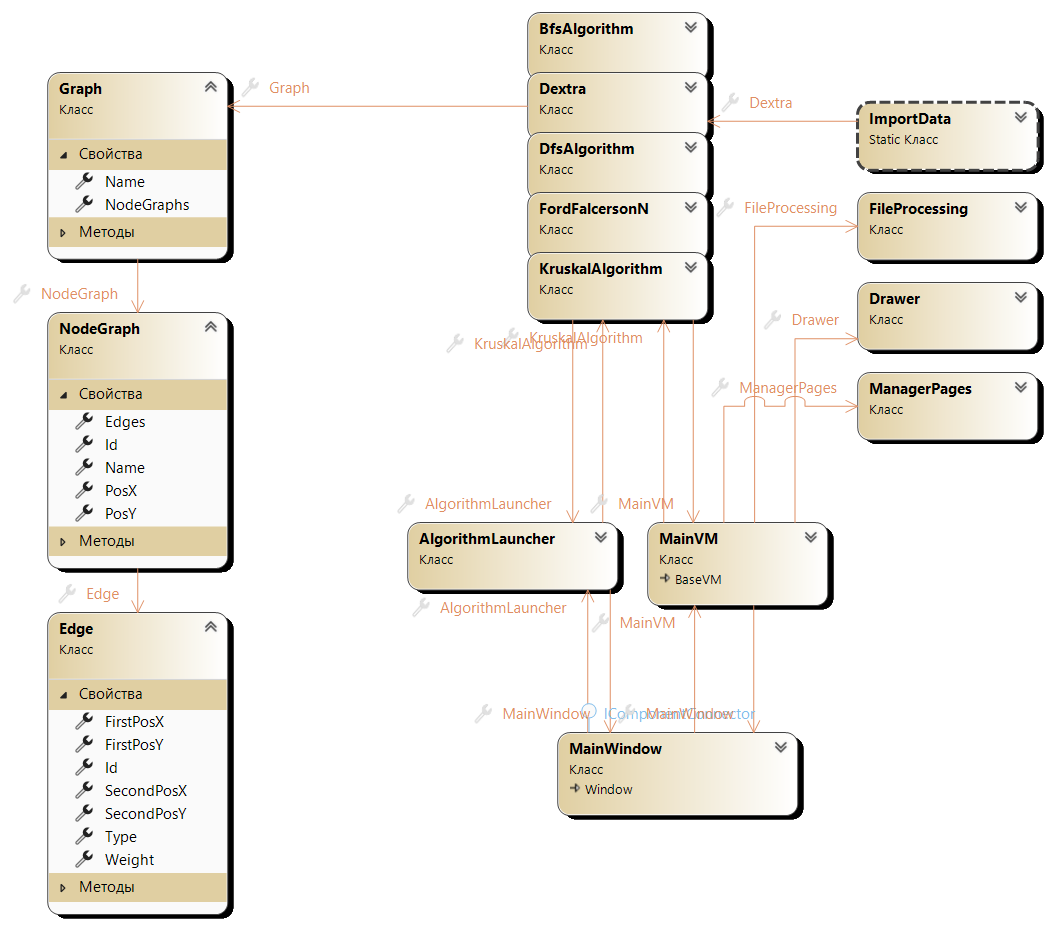 Graph
Класс
Свойства
Name
NodeGraphs
Методы
NodeGraph
NodeGraph
Класс
Свойства
Edges
Id
Name
PosX
PosY
Методы
Edge
Edge
Класс
Свойства
FirstPosX
FirstPosY
Id
SecondPosX
SecondPosY
Type
Weight
Методы
Graph
BfsAlgorithm
Класс
Dextra
Класс
DfsAlgorithm
Класс
FordFalcersonN
Класс
KruskalAlgorithm
Класс
KruskalAlgorithm
KruskalAlgorithm
Dextra
ImportData
Static Класс
FileProcessing
FileProcessing
Класс
Drawer
Drawer
Класс
ManagerPages
ManagerPages
Класс
AlgorithmLauncher
MainVM
AlgorithmLauncher
Класс
MainVM
Класс
BaseVM
AlgorithmLauncher
MainVM
MainWindow
IComponentConnector
MainWindow
MainWindow
Класс
Window